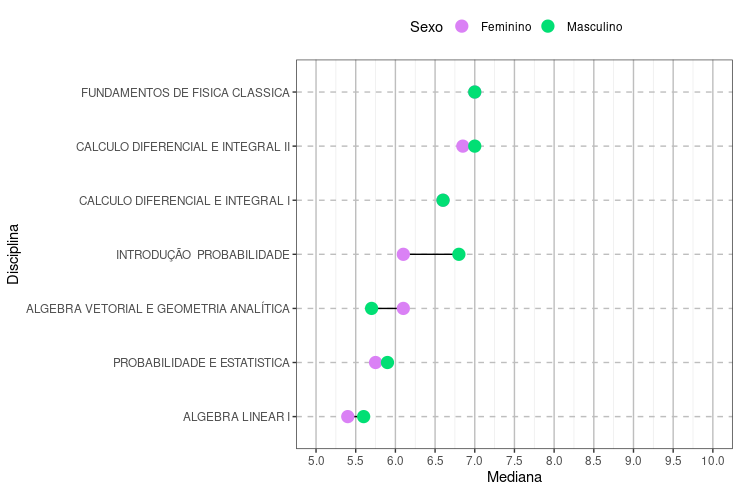 Sexo Feminino Masculino
FUNDAMENTOS DE FISICA CLASSICA
CALCULO DIFERENCIAL E INTEGRAL II
CALCULO DIFERENCIAL E INTEGRAL I
INTRODUÇÃO  PROBABILIDADE
ALGEBRA VETORIAL E GEOMETRIA ANALÍTICA
PROBABILIDADE E ESTATISTICA
ALGEBRA LINEAR I
Disciplina
5.0 5.5 6.0 6.5 7.0 7.5 8.0 8.5 9.0 9.5 10.0
Mediana